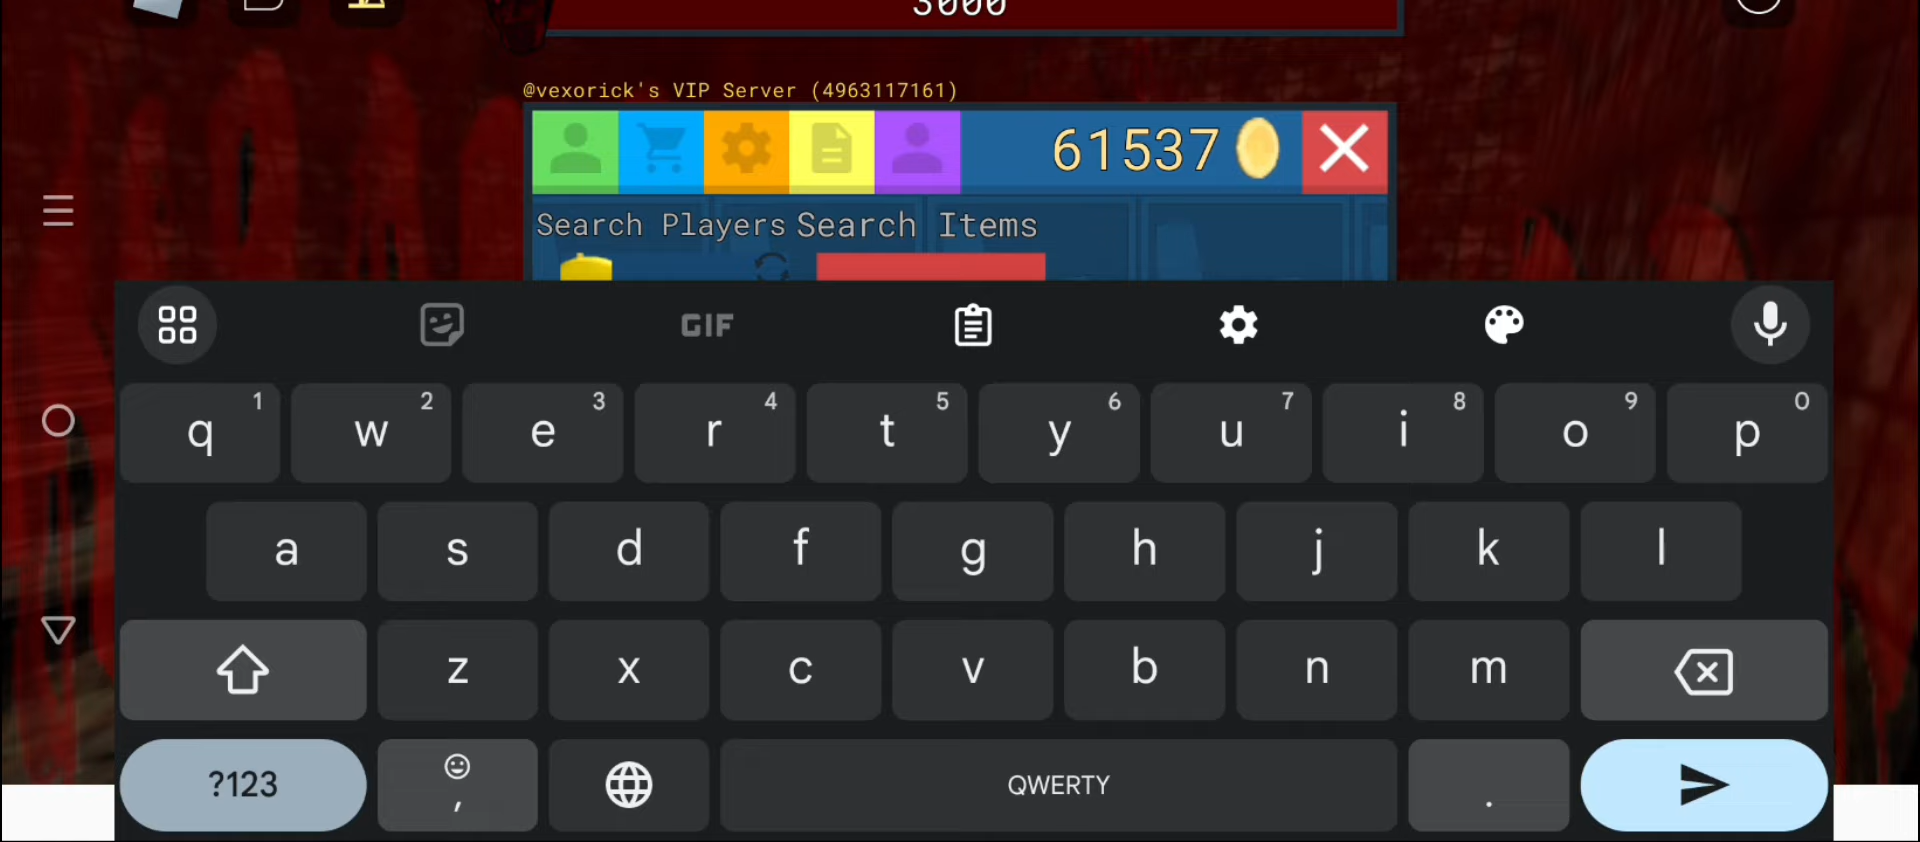 3000
@vexorick's VIP Server (4963117161)
61537
Search Players Search Items
GIF
q 1 w 2 e 3 r 4 t 5 y 6 u 7 i 8 o 9 p 0
a s d f g h j k l
z x c v b n m
?123 , QWERTY .